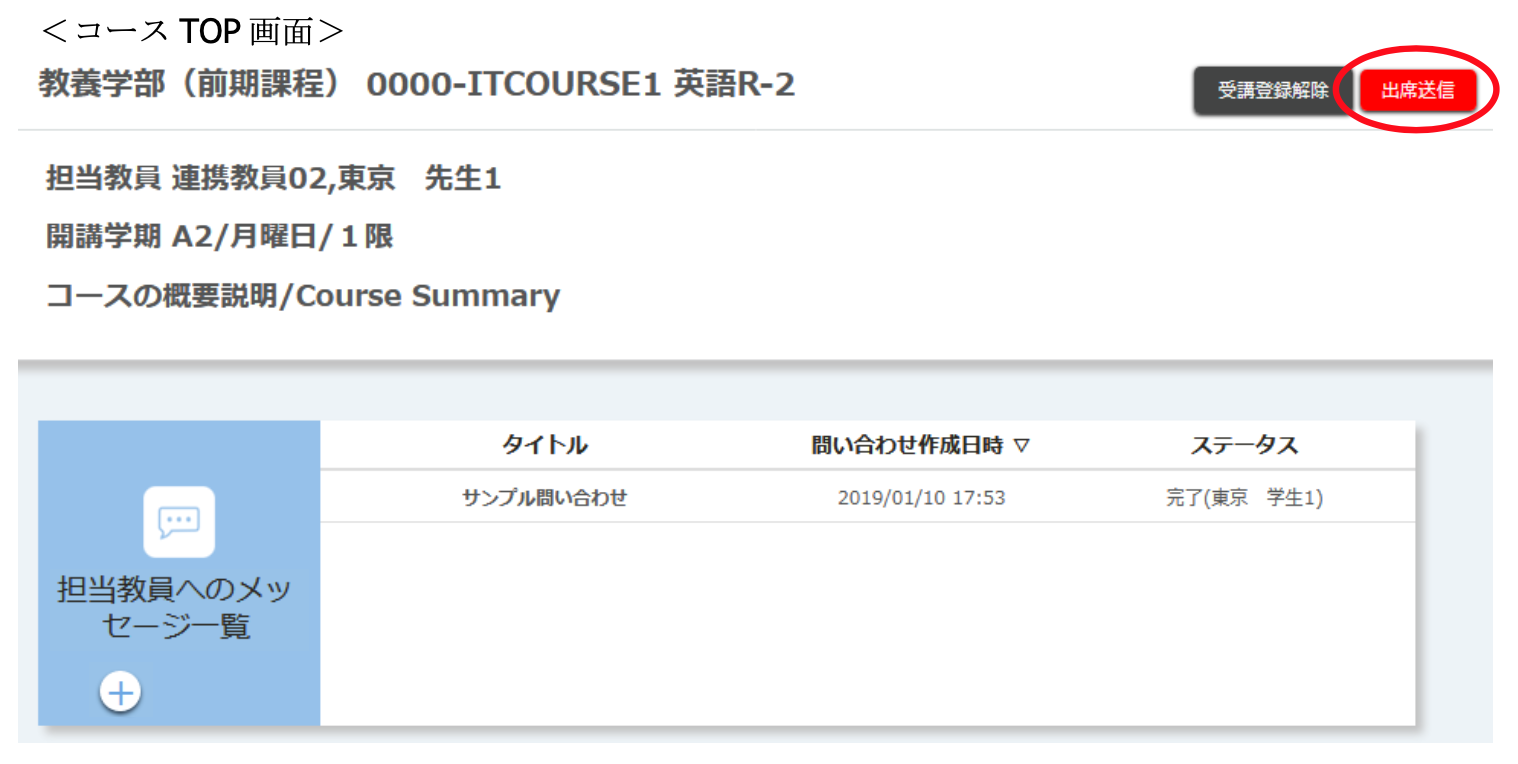 ＜コース TOP 画面＞
教養学部（前期課程） 0000-ITCOURSE1 英語R-2
受講登録解除
出席送信
担当教員 連携教員02,東京　先生1
開講学期 A2/月曜日/１限
コースの概要説明/Course Summary
タイトル 問い合わせ作成日時 ▽ ステータス
サンプル問い合わせ 2019/01/10 17:53 完了(東京　学生1)
担当教員へのメッ
セージ一覧